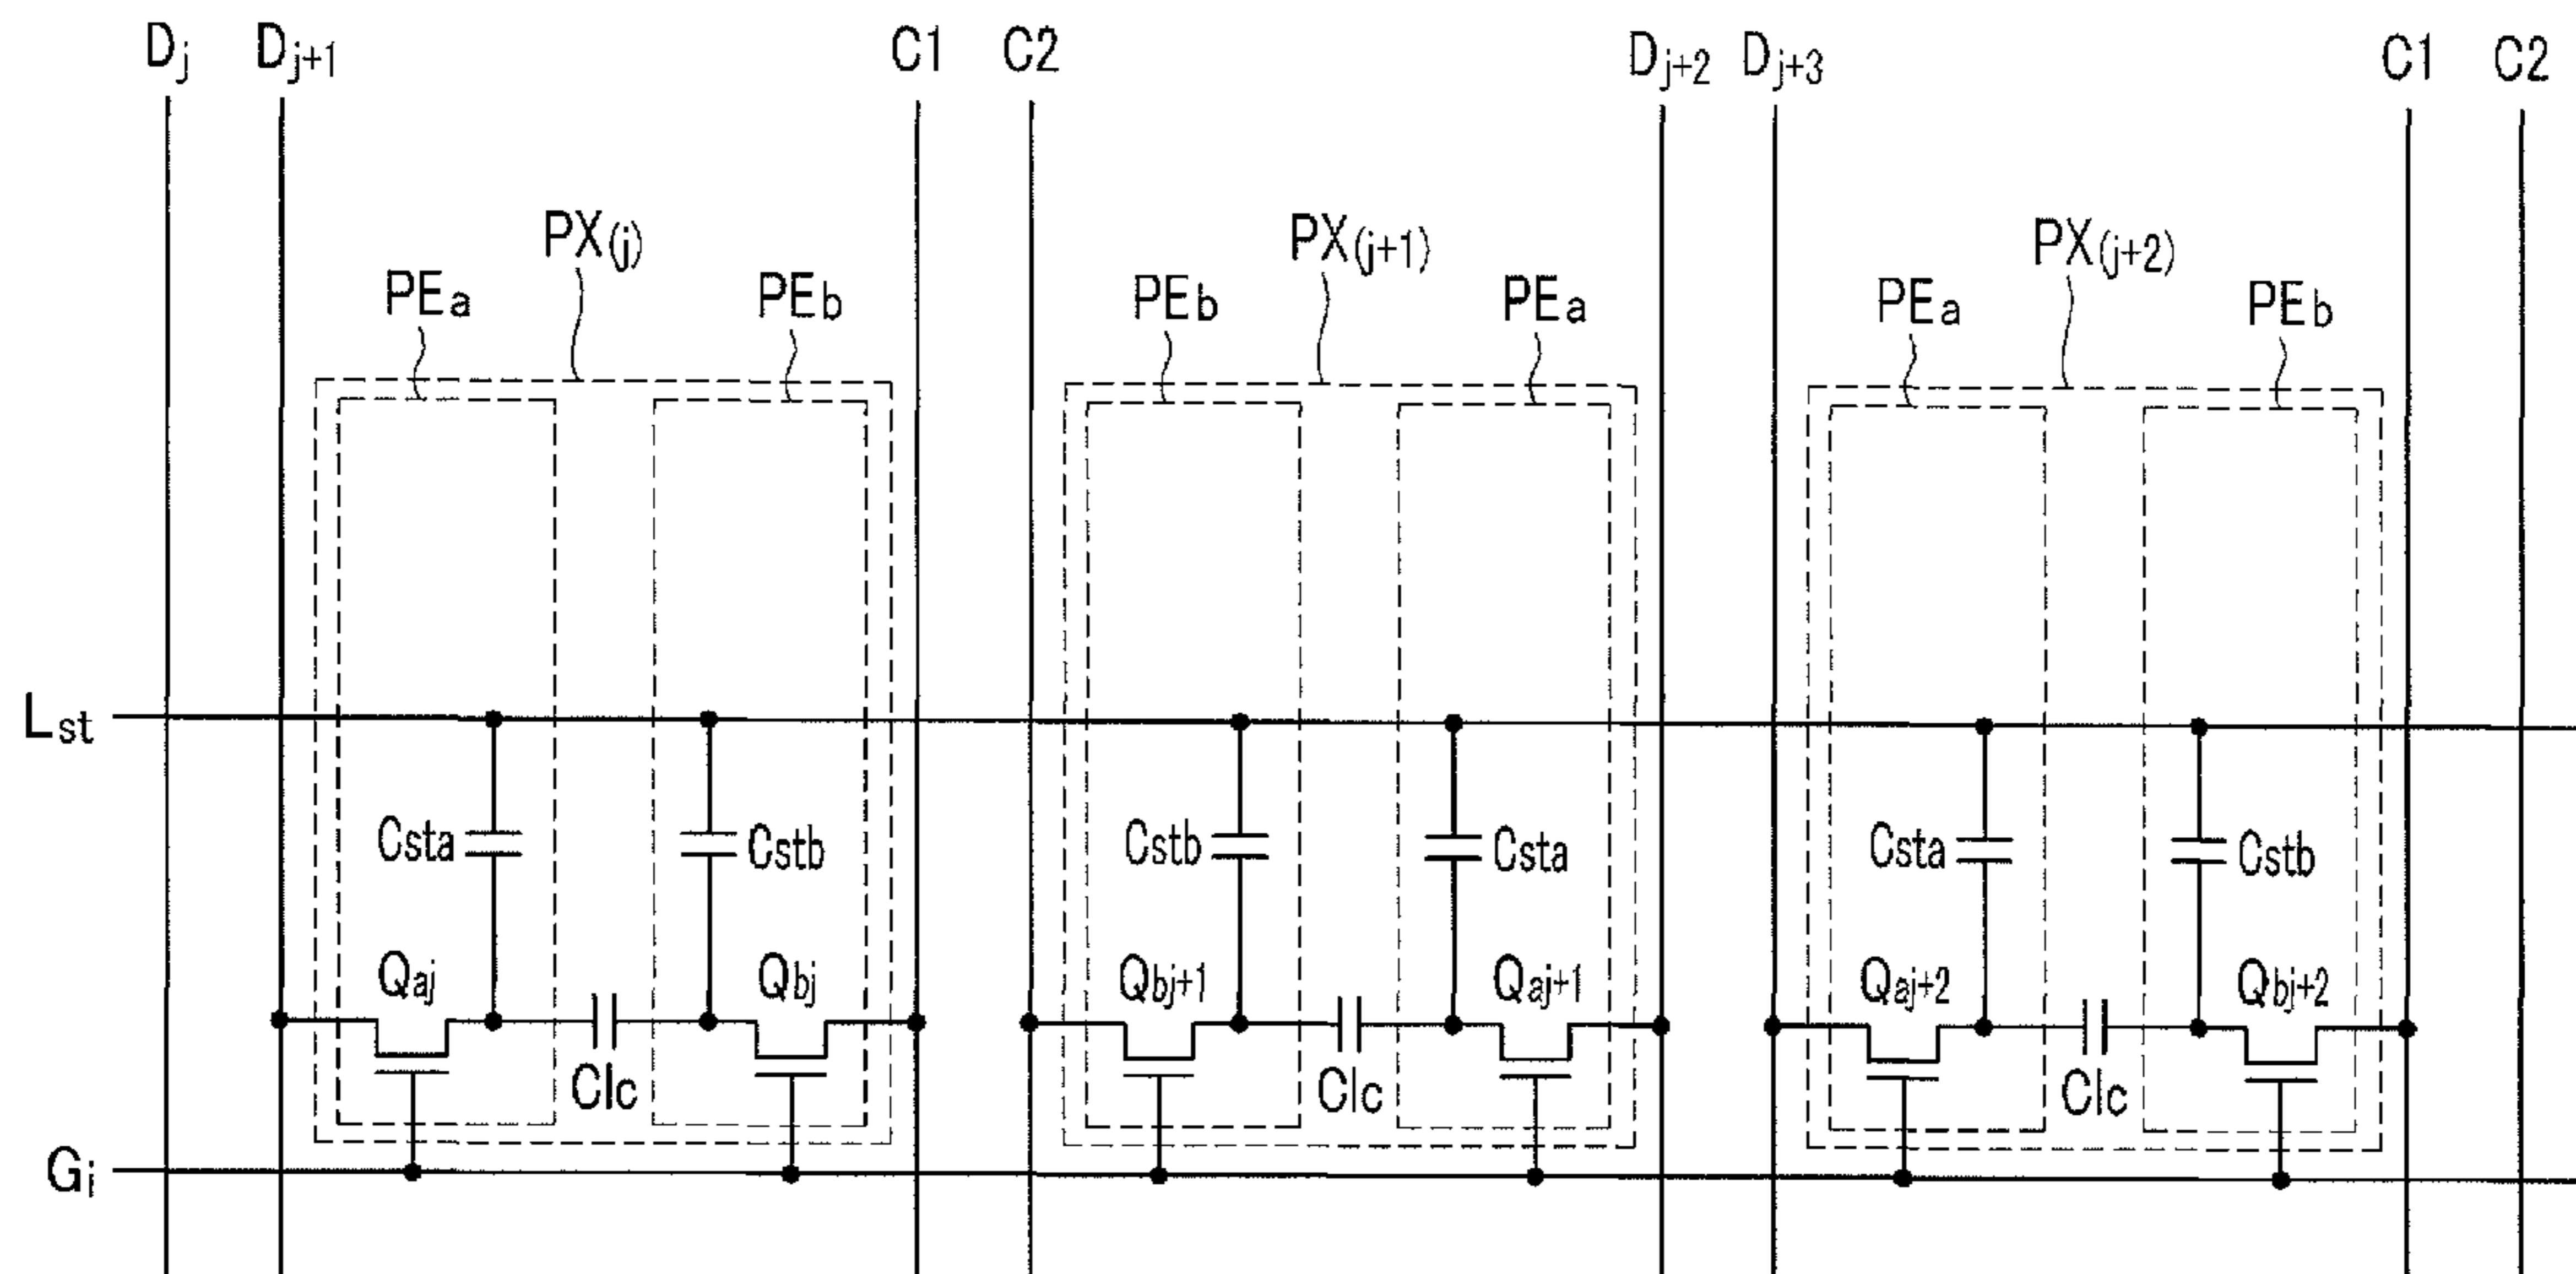 Dj Dj+1 C1 C2 Dj+2 Dj+3 C1 C2
PX(j) PX(j+1) PX(j+2)
PEa PEb PEb PEa PEa PEb
Lst
Csta Cstb Cstb Csta Csta Cstb
Qaj Qbj Qbj+1 Qaj+1 Qaj+2 Qbj+2
Clc Clc Clc
Gi